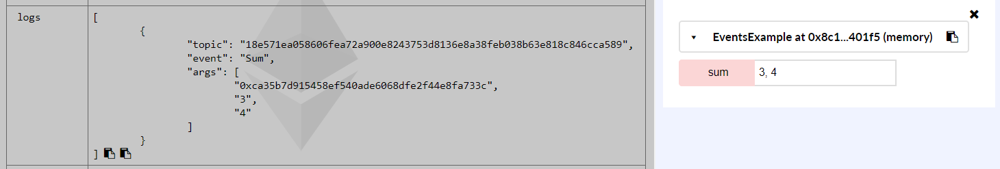 logs
[
{
"topic": "18e571ea058606fea72a900e8243753d8136e8a38feb038b63e818c846cca589",
"event": "Sum",
"args": [
"0xca35b7d915458ef540ade6068dfe2f44e8fa733c",
"3",
"4"
]
}
]
EventsExample at 0x8c1...401f5 (memory)
sum 3, 4